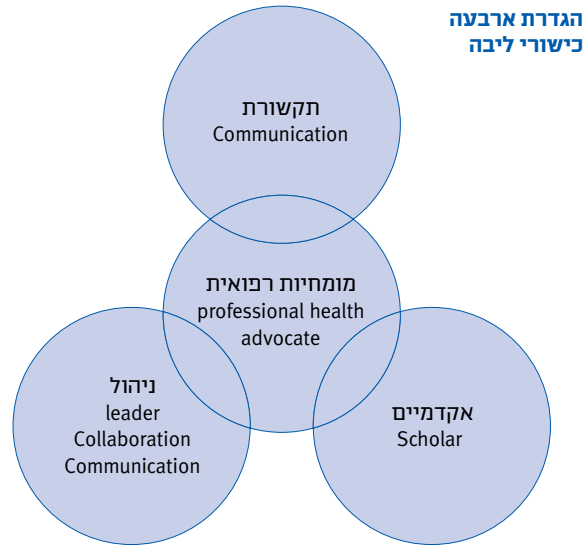 הגדרת ארבעה
כישורי ליבה
תקשורת
Communication
מומחיות רפואית
professional health
advocate
ניהול
leader
Collaboration
Communication
אקדמיים
Scholar